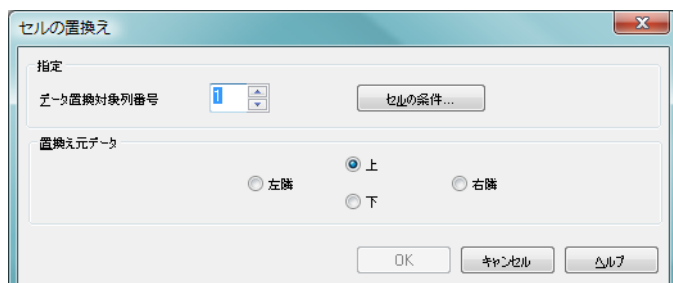 セルの置換え
指定
データ置換対象列番号 1 セルの条件...
置換え元データ
上
左隣 右隣
下
OK キャンセル ヘルプ